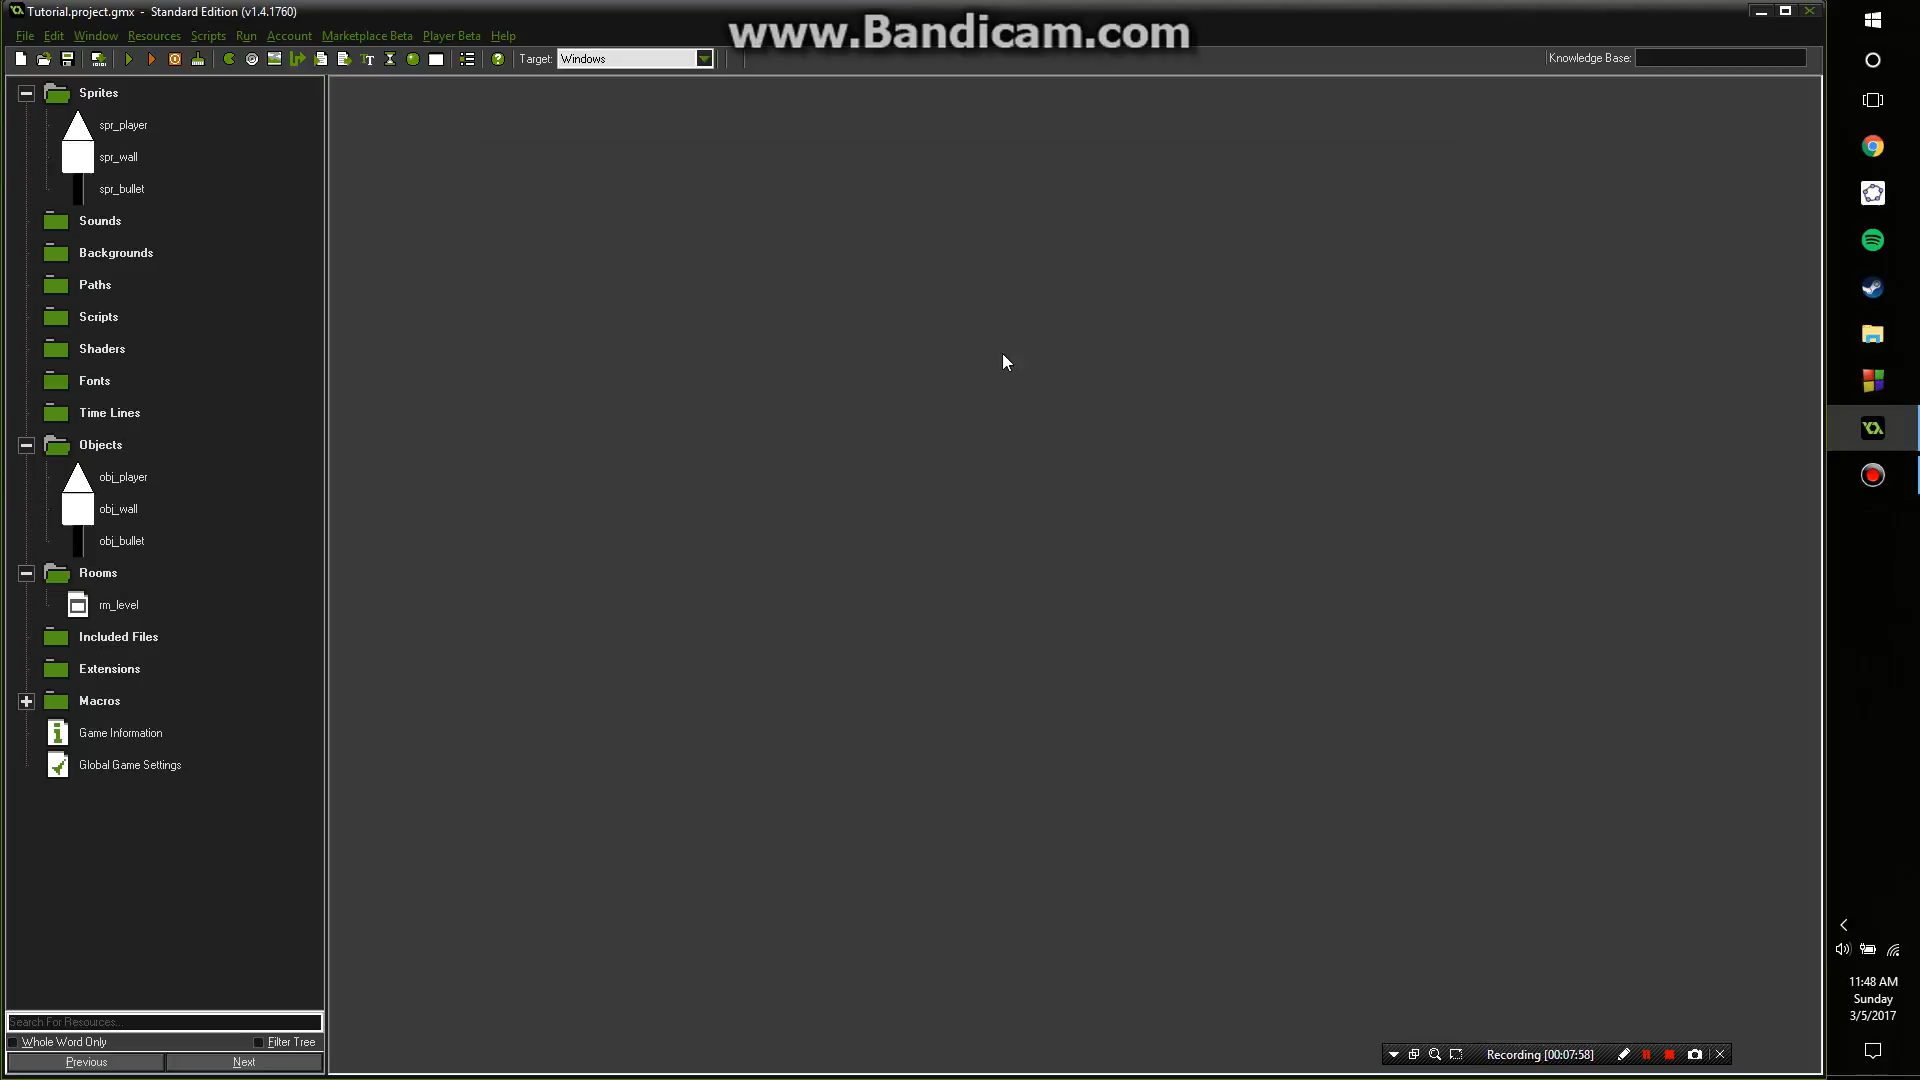 Tutorial.project.gmx - Standard Edition (v1.4.1760)
www.Bandicam.com
File Edit Window Resources Scripts Run Account Marketplace Beta Player Beta Help
Target: Windows
Knowledge Base:
Sprites
spr_player
spr_wall
spr_bullet
Sounds
Backgrounds
Paths
Scripts
Shaders
Fonts
Time Lines
Objects
obj_player
obj_wall
obj_bullet
Rooms
rm_level
Included Files
Extensions
Macros
Game Information
Global Game Settings
Search For Resources...
Whole Word Only Filter Tree
Previous Next
Recording [00:07:58]
11:48 AM
Sunday
3/5/2017